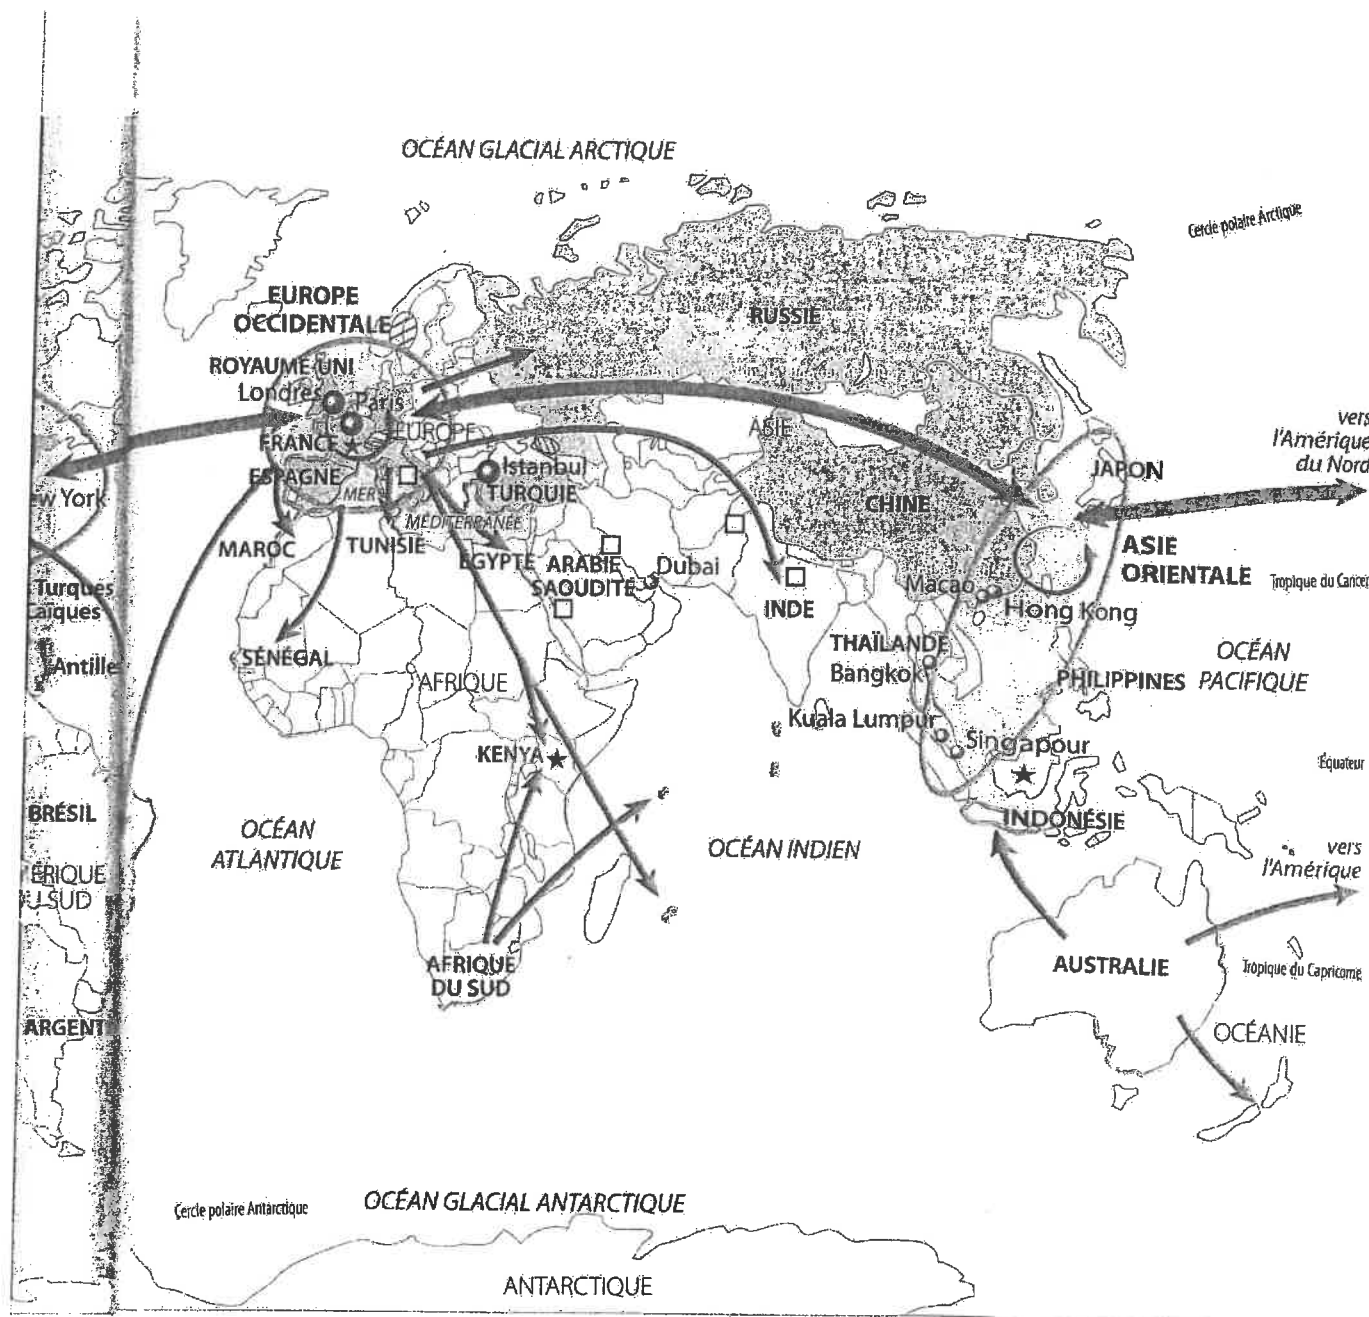 OCÉAN GLACIAL ARCTIQUE
Cercle polaire Arctique
EUROPE
OCCIDENTALE
RUSSIE
ROYAUME UNI
Londres
Paris
FRANCE
EUROPE
ASIE
vers
l'Amérique
du Nord
ESPAGNE
Istanbul
TURQUIE
JAPON
w York
MER
MÉDITERRANÉE
CHINE
MAROC
TUNISIE
ÉGYPTE
ARABIE
SAOUDITE
Dubai
ASIE
ORIENTALE
Tropique du Cancer
Turques
Caïques
INDE
Macao
Hong Kong
Antille
SÉNÉGAL
AFRIQUE
THAÏLANDE
Bangkok
PHILIPPINES
OCÉAN
PACIFIQUE
Kuala Lumpur
Singapour
KENYA
Équateur
BRÉSIL
OCÉAN
ATLANTIQUE
INDONÉSIE
OCÉAN INDIEN
vers
l'Amérique
ÉRIQUE
U SUD
AFRIQUE
DU SUD
AUSTRALIE
Tropique du Capricorne
ARGENT
OCÉANIE
Cercle polaire Antarctique
OCÉAN GLACIAL ANTARCTIQUE
ANTARCTIQUE